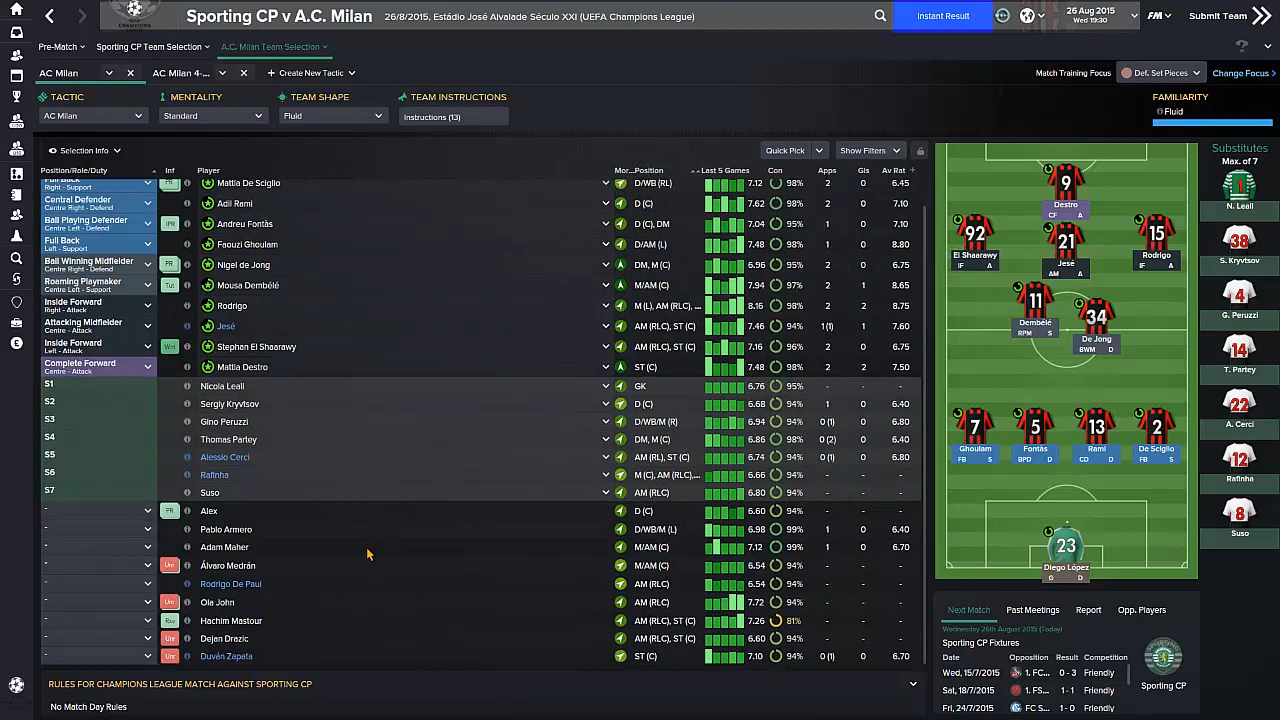 Sporting CP v A.C. Milan 26/8/2015, Estádio José Alvalade Século XXI (UEFA Champions League) Instant Result 26 Aug 2015 Wed 19:30 FM Submit Team
Pre-Match Sporting CP Team Selection A.C. Milan Team Selection
AC Milan AC Milan 4-... + Create New Tactic Match Training Focus Def. Set Pieces Change Focus >
TACTIC MENTALITY TEAM SHAPE TEAM INSTRUCTIONS FAMILIARITY
AC Milan Standard Fluid Instructions (13) Fluid
Selection Info Quick Pick Show Filters
Position/Role/Duty Inf Player Mor... Position Last 5 Games Con Apps Gls Av Rat
Full Back Right - Support PR Mattia De Sciglio D/WB (RL) 7.12 98% 2 0 6.45
Central Defender Centre Right - Defend Adil Rami D (C) 7.62 98% 2 0 7.10
Ball Playing Defender Centre Left - Defend IPR Andreu Fontàs D (C), DM 7.04 95% 1 0 7.10
Full Back Left - Support Faouzi Ghoulam D/AM (L) 7.48 98% 1 0 8.80
Ball Winning Midfielder Centre Right - Defend PR Nigel de Jong DM, M (C) 6.96 95% 2 0 6.75
Roaming Playmaker Centre Left - Support Tut Mousa Dembélé M/AM (C) 7.94 97% 2 1 8.65
Inside Forward Right - Attack Rodrigo M (L), AM (RLC),... 8.16 98% 2 2 8.75
Attacking Midfielder Centre - Attack Jesé AM (RLC), ST (C) 7.46 94% 1 (1) 1 7.60
Inside Forward Left - Attack Wnt Stephan El Shaarawy AM (RL), ST (C) 7.16 96% 2 0 6.75
Complete Forward Centre - Attack Mattia Destro ST (C) 7.48 98% 2 2 7.50
S1 Nicola Leali GK 6.76 95% - - -
S2 Sergiy Kryvtsov D (C) 6.68 94% 1 0 6.40
S3 Gino Peruzzi D/WB/M (R) 6.94 94% 0 (1) 0 6.80
S4 Thomas Partey DM, M (C) 6.86 98% 0 (2) 0 6.40
S5 Alessio Cerci AM (RL), ST (C) 6.74 94% 0 (1) 0 6.80
S6 Rafinha M (C), AM (RLC),... 6.66 94% - - -
S7 Suso AM (RLC) 6.80 94% - - -
- PR Alex D (C) 6.60 94% - - -
- Pablo Armero D/WB/M (L) 6.98 99% 1 0 6.40
- Adam Maher M/AM (C) 7.12 99% 1 0 6.70
- Unr Álvaro Medrán M/AM (C) 6.54 94% - - -
- Rodrigo De Paul AM (RLC) 6.54 94% - - -
- Unr Ola John AM (RLC) 7.72 94% - - -
- Rsv Hachim Mastour AM (RLC), ST (C) 7.26 81% - - -
- Unr Dejan Drazic AM (RLC), ST (C) 6.60 94% - - -
- Unr Duván Zapata ST (C) 7.10 94% 0 (1) 0 6.70
RULES FOR CHAMPIONS LEAGUE MATCH AGAINST SPORTING CP
No Match Day Rules
9
Destro
CF A
92 21 15
El Shaarawy Jesé Rodrigo
IF A AM A IF A
11 34
Dembélé De Jong
RPM S BWM D
7 5 13 2
Ghoulam Fontàs Rami De Sciglio
FB S BPD D CD D FB S
23
Diego López
G D
Substitutes
Max. of 7
1
N. Leali
38
S. Kryvtsov
4
G. Peruzzi
14
T. Partey
22
A. Cerci
12
Rafinha
8
Suso
Next Match Past Meetings Report Opp. Players
Wednesday 26th August 2015 (Today)
Sporting CP Fixtures
Date Opposition Result Competition
Wed, 15/7/2015 1. FC... 0 - 3 Friendly
Sat, 18/7/2015 1. FS... 1 - 1 Friendly
Fri, 24/7/2015 FC S... 1 - 0 Friendly
Sporting CP